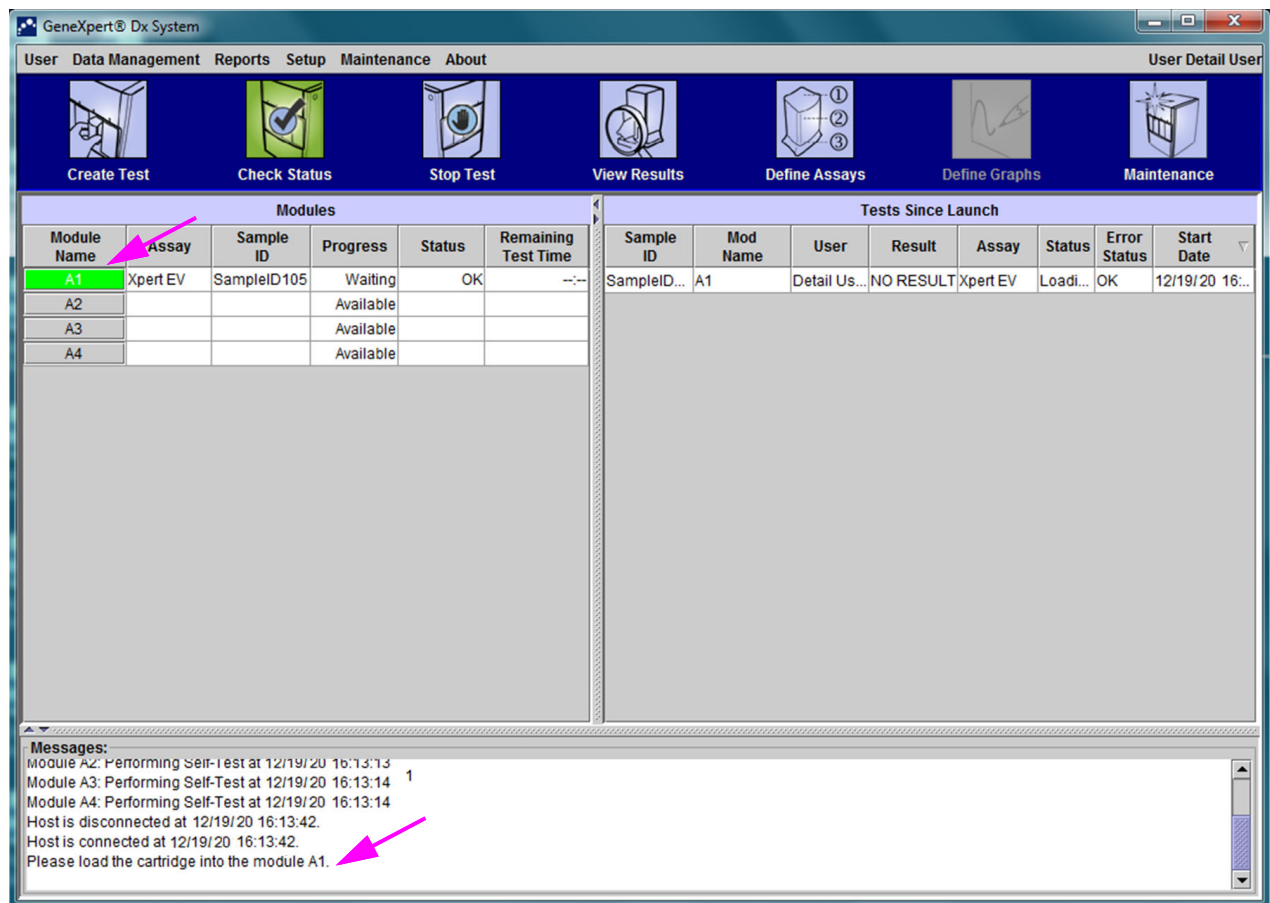 GeneXpert® Dx System
User Data Management Reports Setup Maintenance About User Detail User
Create Test Check Status Stop Test View Results Define Assays Define Graphs Maintenance
Modules
Module Name Assay Sample ID Progress Status Remaining Test Time
A1 Xpert EV SampleID105 Waiting OK --:--
A2 Available
A3 Available
A4 Available
Tests Since Launch
Sample ID Mod Name User Result Assay Status Error Status Start Date
SampleID... A1 Detail Us... NO RESULT Xpert EV Loadi... OK 12/19/20 16:..
Messages:
Module A2: Performing Self-Test at 12/19/20 16:13:13
Module A3: Performing Self-Test at 12/19/20 16:13:14 1
Module A4: Performing Self-Test at 12/19/20 16:13:14
Host is disconnected at 12/19/20 16:13:42.
Host is connected at 12/19/20 16:13:42.
Please load the cartridge into the module A1.